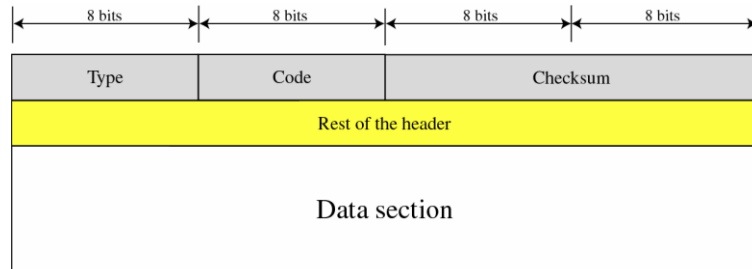 8 bits 8 bits 8 bits 8 bits
Type Code Checksum
Rest of the header
Data section